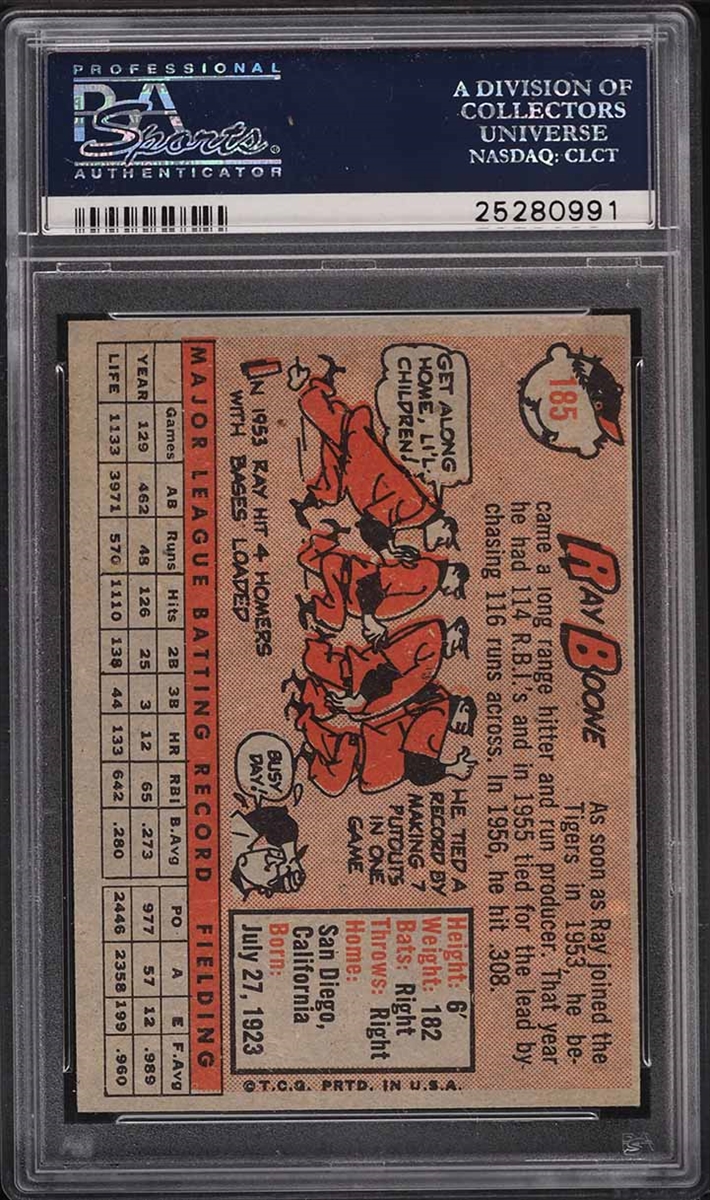 PROFESSIONAL
PSA
Sports®
AUTHENTICATOR
A DIVISION OF
COLLECTORS
UNIVERSE
NASDAQ: CLCT
25280991
185
RAY BOONE
As soon as Ray joined the
Tigers in 1953, he be-
came a long range hitter and run producer. That year
he had 114 R.B.I.'s and in 1955 tied for the lead by-
chasing 116 runs across. In 1956, he hit .308.
GET ALONG
HOME, LI'L
CHILDREN!
IN 1953 RAY HIT 4 HOMERS
WITH BASES LOADED
HE TIED A
RECORD BY
MAKING 7
PUTOUTS
IN ONE
GAME
BUSY
DAY!
Height: 6'
Weight: 182
Bats: Right
Throws: Right
Home:
San Diego,
California
Born:
July 27, 1923
MAJOR LEAGUE BATTING RECORD FIELDING
Games AB Runs Hits 2B 3B HR RBI B.Avg PO A E F.Avg
YEAR 129 462 48 126 25 3 12 65 .273 977 57 12 .989
LIFE 1133 3971 570 1110 138 44 133 642 .280 2446 2358 199 .960
©T.C.G. PRTD. IN U.S.A.